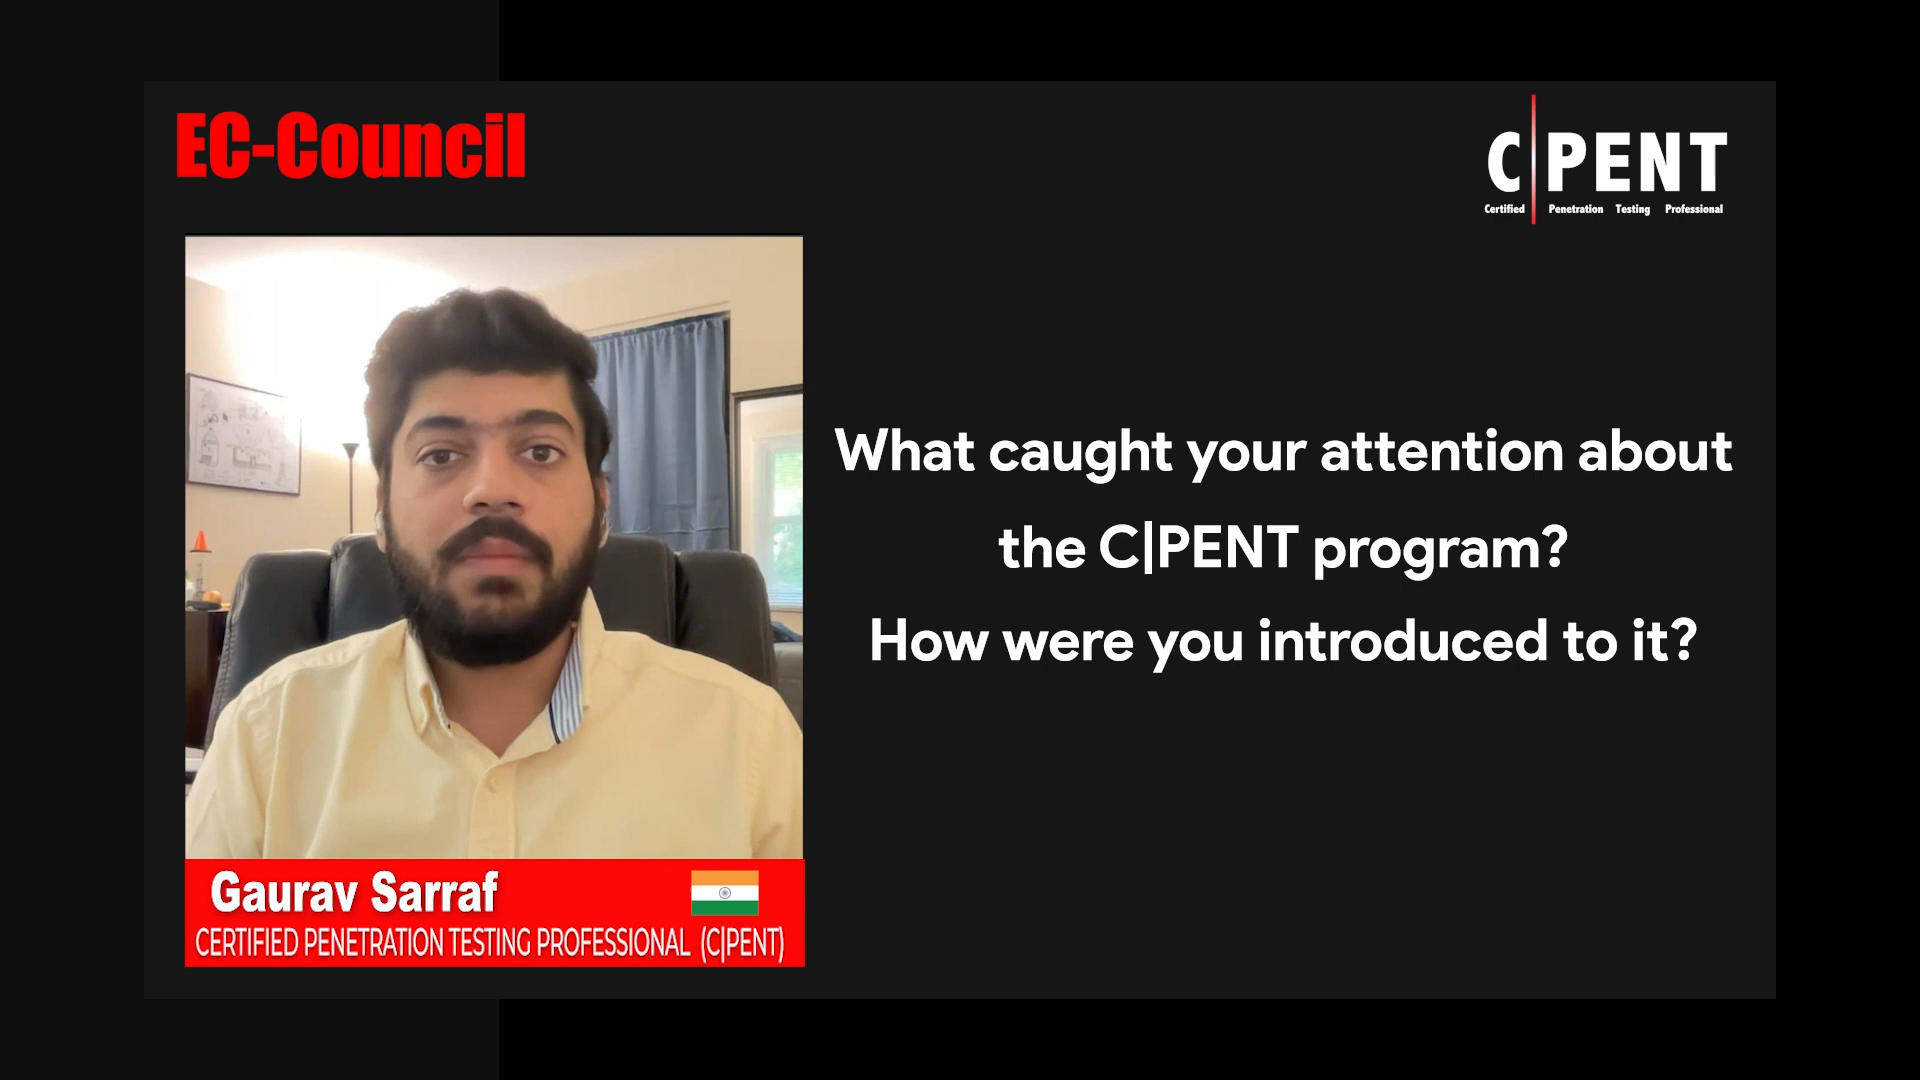 EC-Council
C|PENT
Certified Penetration Testing Professional
What caught your attention about
the C|PENT program?
How were you introduced to it?
Gaurav Sarraf
CERTIFIED PENETRATION TESTING PROFESSIONAL (C|PENT)